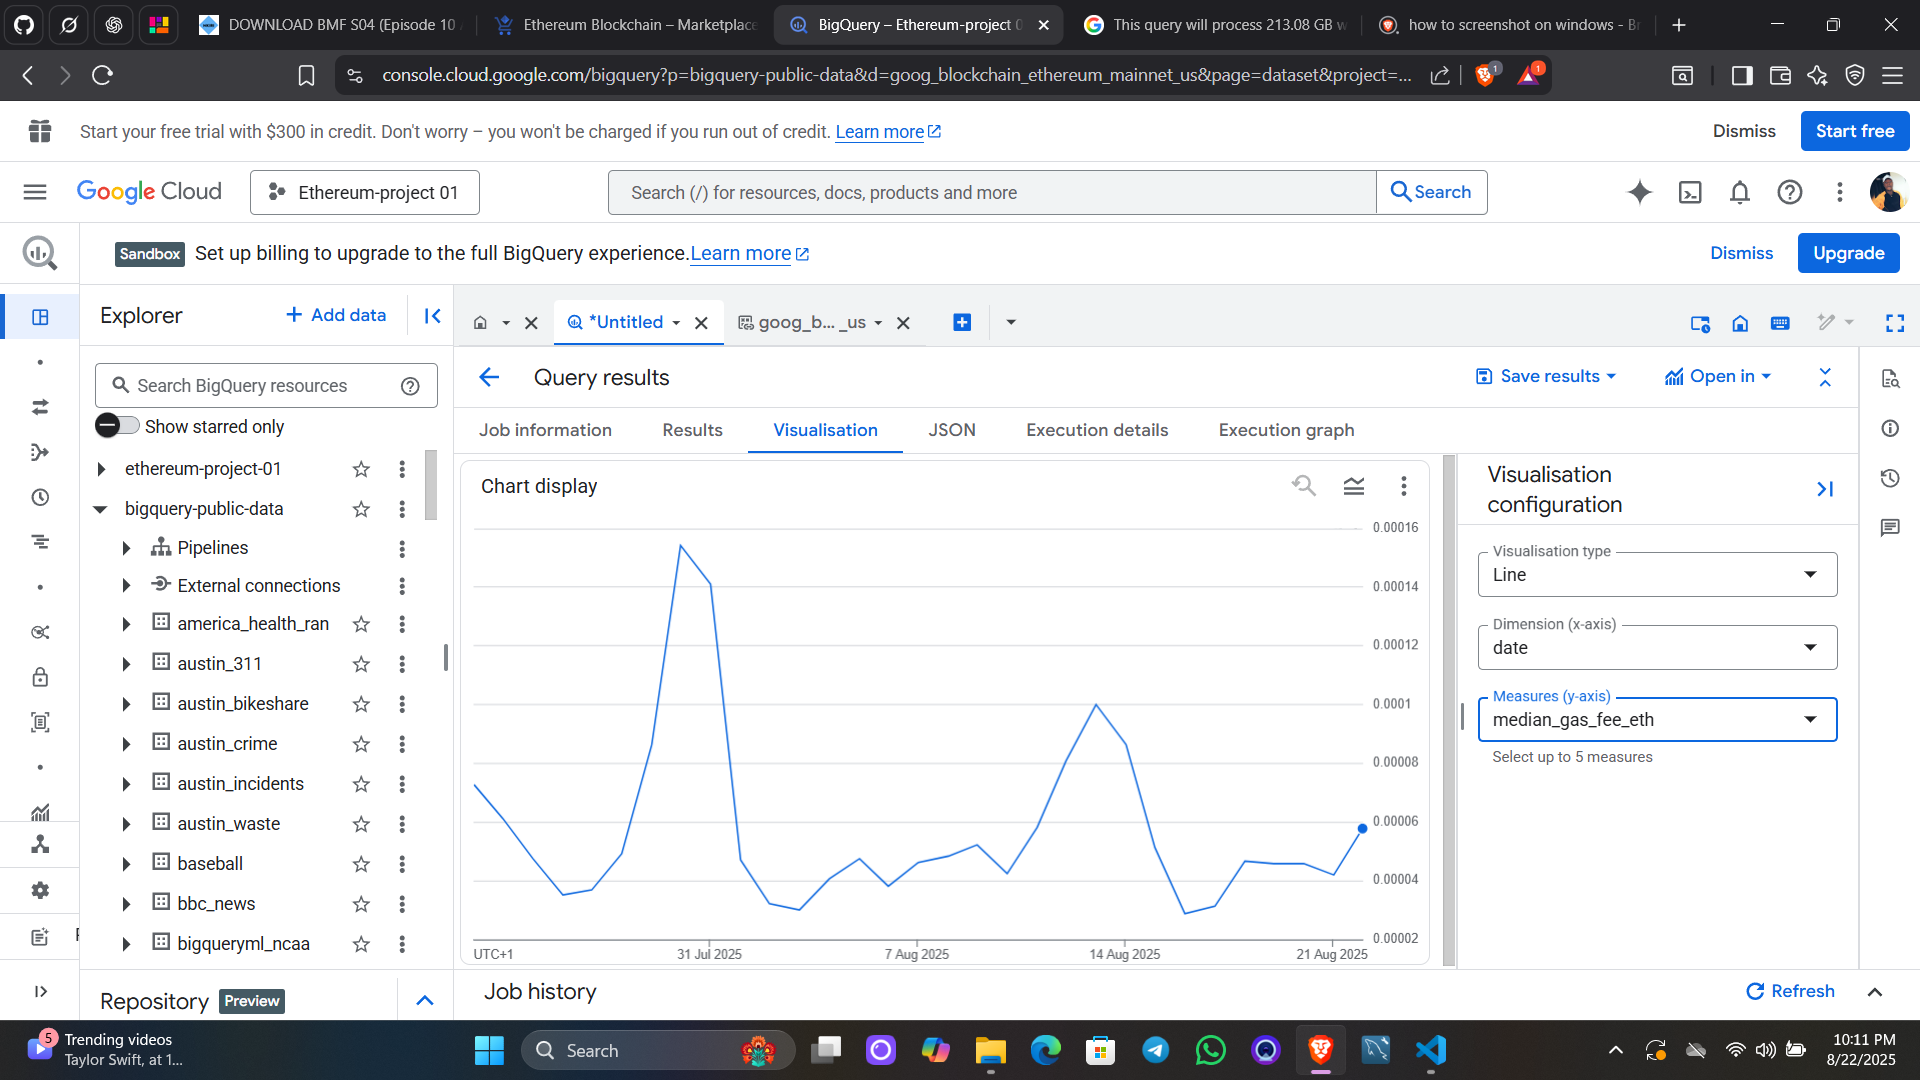 DOWNLOAD BMF S04 (Episode 10
Ethereum Blockchain – Marketplace
BigQuery – Ethereum-project 0
This query will process 213.08 GB w
how to screenshot on windows - Br
console.cloud.google.com/bigquery?p=bigquery-public-data&d=goog_blockchain_ethereum_mainnet_us&page=dataset&project=...
1
1
Start your free trial with $300 in credit. Don't worry – you won't be charged if you run out of credit. Learn more
Dismiss
Start free
Google Cloud
Ethereum-project 01
Search (/) for resources, docs, products and more
Search
Sandbox
Set up billing to upgrade to the full BigQuery experience. Learn more
Dismiss
Upgrade
Explorer
+ Add data
*Untitled
goog_b... _us
Search BigQuery resources
Show starred only
ethereum-project-01
bigquery-public-data
Pipelines
External connections
america_health_ran
austin_311
austin_bikeshare
austin_crime
austin_incidents
austin_waste
baseball
bbc_news
bigqueryml_ncaa
Repository
Preview
Query results
Save results
Open in
Job information
Results
Visualisation
JSON
Execution details
Execution graph
Chart display
0.00016
0.00014
0.00012
0.0001
0.00008
0.00006
0.00004
0.00002
UTC+1
31 Jul 2025
7 Aug 2025
14 Aug 2025
21 Aug 2025
Visualisation
configuration
Visualisation type
Line
Dimension (x-axis)
date
Measures (y-axis)
median_gas_fee_eth
Select up to 5 measures
Job history
Refresh
5
Trending videos
Taylor Swift, at 1...
Search
10:11 PM
8/22/2025